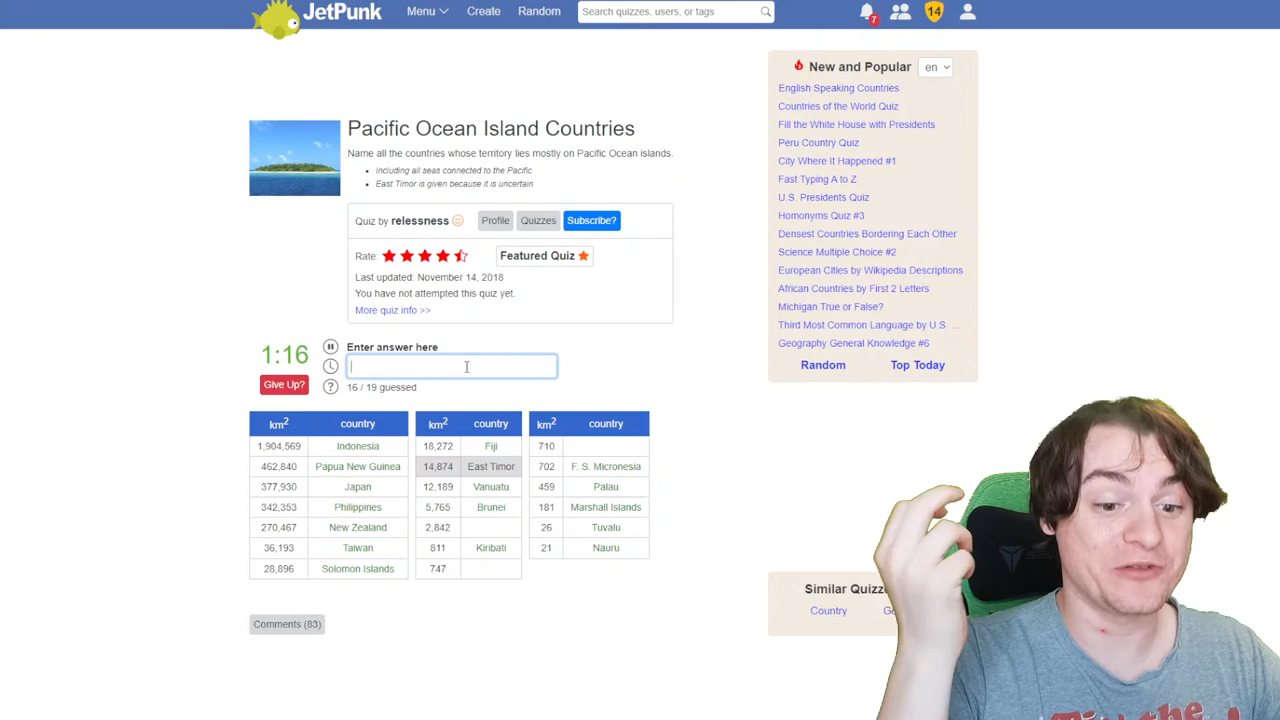 JetPunk
Menu
Create
Random
Search quizzes, users, or tags
7
14
Pacific Ocean Island Countries
Name all the countries whose territory lies mostly on Pacific Ocean islands.
Including all seas connected to the Pacific
East Timor is given because it is uncertain
Quiz by relessness
Profile
Quizzes
Subscribe?
Rate:
Featured Quiz
Last updated: November 14, 2018
You have not attempted this quiz yet.
More quiz info >>
1:16
Give Up?
Enter answer here
?
16 / 19 guessed
km² country km² country km² country
1,904,569 Indonesia 18,272 Fiji 710
462,840 Papua New Guinea 14,874 East Timor 702 F. S. Micronesia
377,930 Japan 12,189 Vanuatu 459 Palau
342,353 Philippines 5,765 Brunei 181 Marshall Islands
270,467 New Zealand 2,842 26 Tuvalu
36,193 Taiwan 811 Kiribati 21 Nauru
28,896 Solomon Islands 747
Comments (83)
New and Popular en
English Speaking Countries
Countries of the World Quiz
Fill the White House with Presidents
Peru Country Quiz
City Where It Happened #1
Fast Typing A to Z
U.S. Presidents Quiz
Homonyms Quiz #3
Densest Countries Bordering Each Other
Science Multiple Choice #2
European Cities by Wikipedia Descriptions
African Countries by First 2 Letters
Michigan True or False?
Third Most Common Language by U.S. ...
Geography General Knowledge #6
Random
Top Today
Similar Quizze
Country